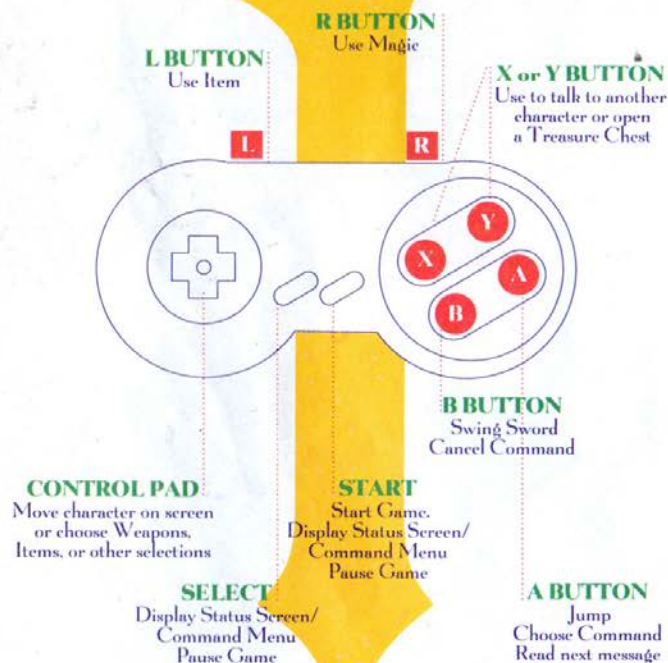 R BUTTON
Use Magic
L BUTTON
Use Item
X or Y BUTTON
Use to talk to another
character or open
a Treasure Chest
L
R
Y
X
A
B
B BUTTON
Swing Sword
Cancel Command
CONTROL PAD
Move character on screen
or choose Weapons,
Items, or other selections
START
Start Game.
Display Status Screen/
Command Menu
Pause Game
SELECT
Display Status Screen/
Command Menu
Pause Game
A BUTTON
Jump
Choose Command
Read next message